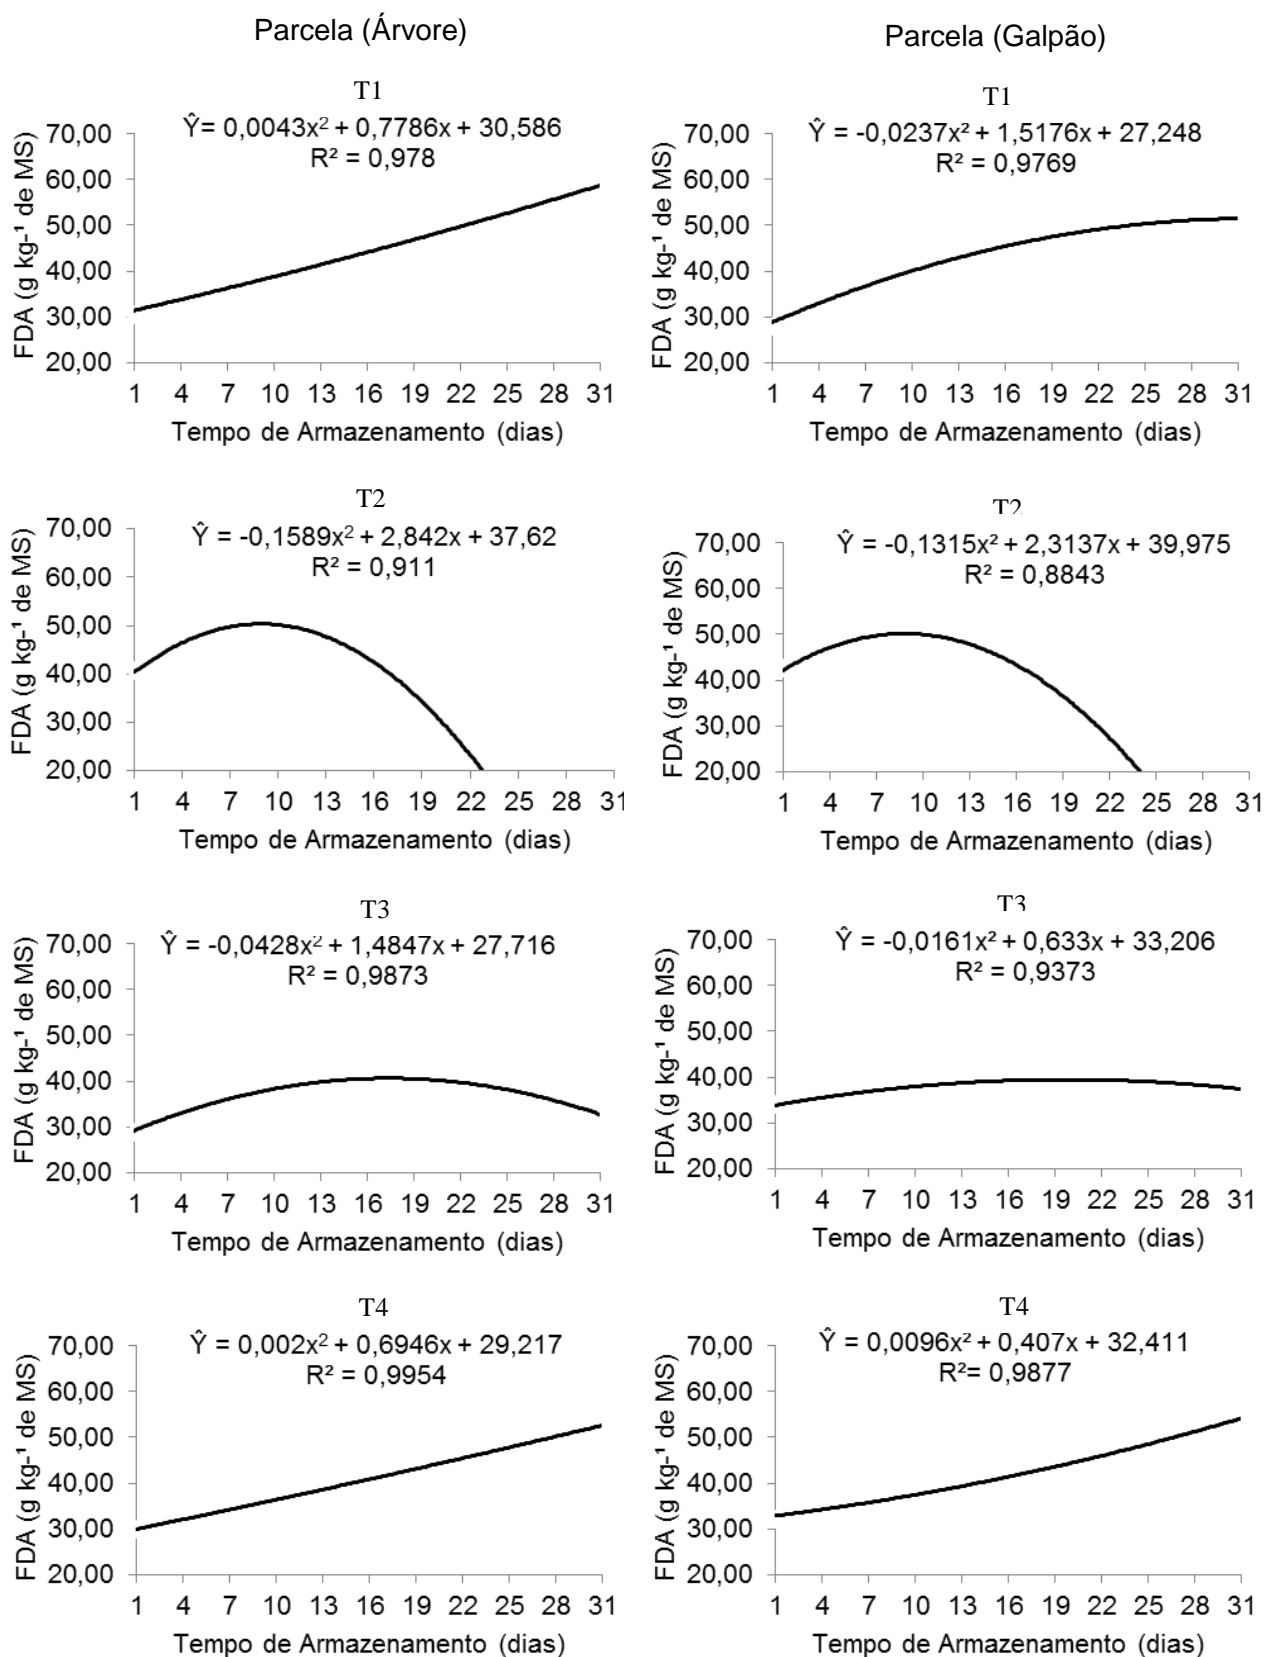 Parcela (Árvore)
Parcela (Galpão)
T1
Ŷ= 0,0043x² + 0,7786x + 30,586
R² = 0,978
FDA (g kg-¹ de MS)
70,00
60,00
50,00
40,00
30,00
20,00
1 4 7 10 13 16 19 22 25 28 31
Tempo de Armazenamento (dias)
T1
Ŷ = -0,0237x² + 1,5176x + 27,248
R² = 0,9769
FDA (g kg-¹ de MS)
70,00
60,00
50,00
40,00
30,00
20,00
1 4 7 10 13 16 19 22 25 28 31
Tempo de Armazenamento (dias)
T2
Ŷ = -0,1589x² + 2,842x + 37,62
R² = 0,911
FDA (g kg-¹ de MS)
70,00
60,00
50,00
40,00
30,00
20,00
1 4 7 10 13 16 19 22 25 28 31
Tempo de Armazenamento (dias)
T2
Ŷ = -0,1315x² + 2,3137x + 39,975
R² = 0,8843
FDA (g kg-¹ de MS)
70,00
60,00
50,00
40,00
30,00
20,00
1 4 7 10 13 16 19 22 25 28 31
Tempo de Armazenamento (dias)
T3
Ŷ = -0,0428x² + 1,4847x + 27,716
R² = 0,9873
FDA (g kg-¹ de MS)
70,00
60,00
50,00
40,00
30,00
20,00
1 4 7 10 13 16 19 22 25 28 31
Tempo de Armazenamento (dias)
T3
Ŷ = -0,0161x² + 0,633x + 33,206
R² = 0,9373
FDA (g kg-¹ de MS)
70,00
60,00
50,00
40,00
30,00
20,00
1 4 7 10 13 16 19 22 25 28 31
Tempo de Armazenamento (dias)
T4
Ŷ = 0,002x² + 0,6946x + 29,217
R² = 0,9954
FDA (g kg-¹ de MS)
70,00
60,00
50,00
40,00
30,00
20,00
1 4 7 10 13 16 19 22 25 28 31
Tempo de Armazenamento (dias)
T4
Ŷ = 0,0096x² + 0,407x + 32,411
R²= 0,9877
FDA (g kg-¹ de MS)
70,00
60,00
50,00
40,00
30,00
20,00
1 4 7 10 13 16 19 22 25 28 31
Tempo de Armazenamento (dias)